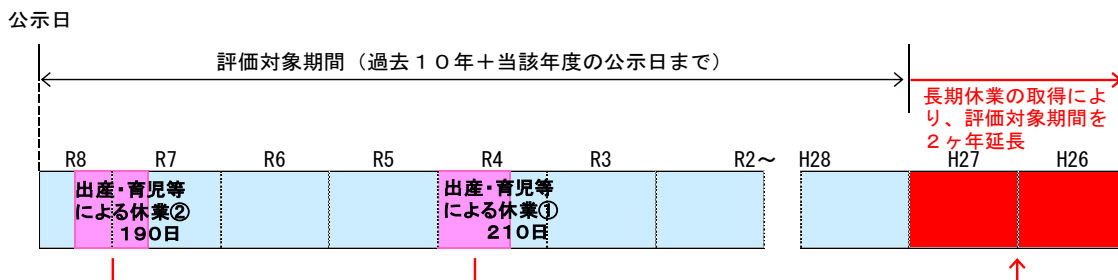 公示日
評価対象期間（過去１０年＋当該年度の公示日まで）
長期休業の取得によ
り、評価対象期間を
２ヶ年延長
R8 R7 R6 R5 R4 R3 R2～ H28 H27 H26
出産・育児等
による休業②
１９０日
出産・育児等
による休業①
２１０日